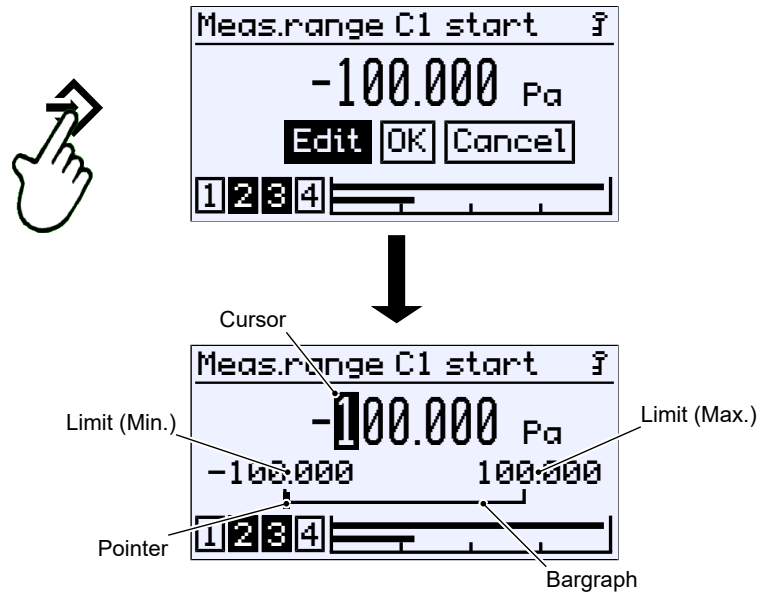 Meas.range C1 start
-100.000 Pa
Edit OK Cancel
1 2 3 4
Cursor
Meas.range C1 start
Limit (Min.)
Limit (Max.)
-100.000 Pa
-100.000 100.000
Pointer
1 2 3 4
Bargraph